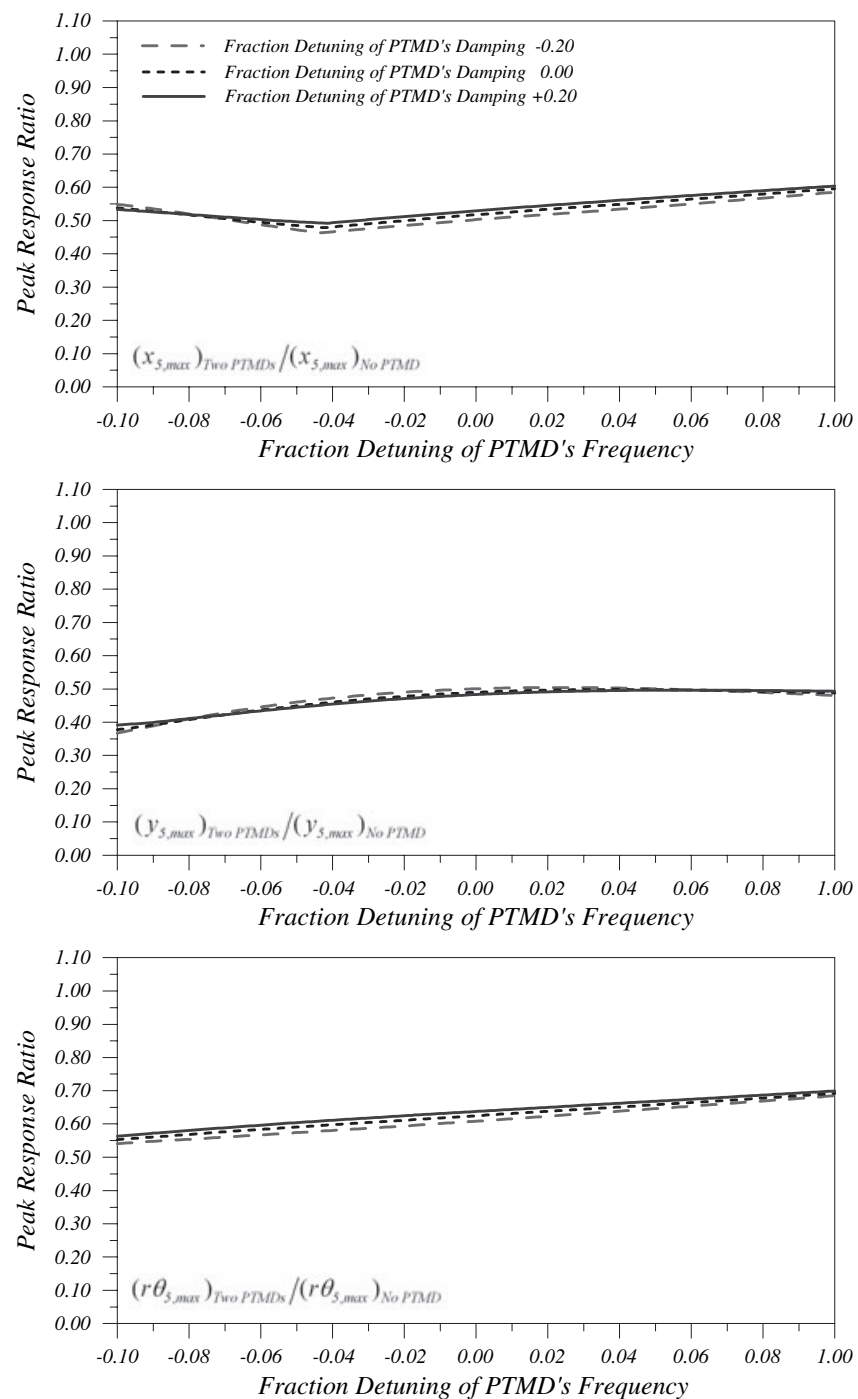 1.10
1.00
0.90
0.80
0.70
0.60
0.50
0.40
0.30
0.20
0.10
0.00
Peak Response Ratio
Fraction Detuning of PTMD's Damping -0.20
Fraction Detuning of PTMD's Damping 0.00
Fraction Detuning of PTMD's Damping +0.20
(x5,max)Two PTMDs/(x5,max)No PTMD
-0.10 -0.08 -0.06 -0.04 -0.02 0.00 0.02 0.04 0.06 0.08 1.00
Fraction Detuning of PTMD's Frequency
1.10
1.00
0.90
0.80
0.70
0.60
0.50
0.40
0.30
0.20
0.10
0.00
Peak Response Ratio
(y5,max)Two PTMDs/(y5,max)No PTMD
-0.10 -0.08 -0.06 -0.04 -0.02 0.00 0.02 0.04 0.06 0.08 1.00
Fraction Detuning of PTMD's Frequency
1.10
1.00
0.90
0.80
0.70
0.60
0.50
0.40
0.30
0.20
0.10
0.00
Peak Response Ratio
(rθ5,max)Two PTMDs/(rθ5,max)No PTMD
-0.10 -0.08 -0.06 -0.04 -0.02 0.00 0.02 0.04 0.06 0.08 1.00
Fraction Detuning of PTMD's Frequency